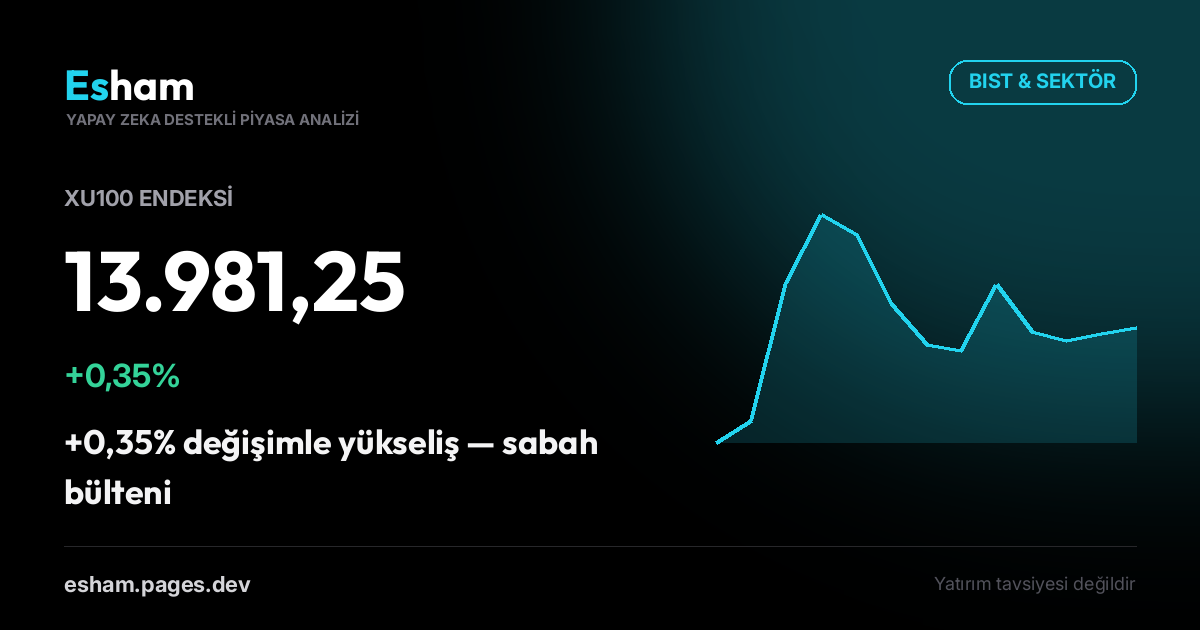 Esham
YAPAY ZEKA DESTEKLİ PİYASA ANALİZİ
BIST & SEKTÖR
XU100 ENDEKSİ
13.981,25
+0,35%
+0,35% değişimle yükseliş — sabah
bülteni
esham.pages.dev
Yatırım tavsiyesi değildir